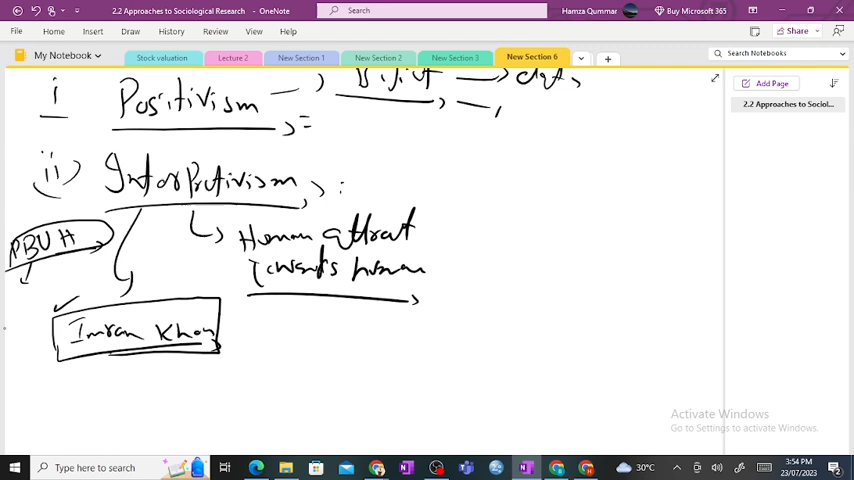 2.2 Approaches to Sociological Research - OneNote
Search
Hamza Qummar
Buy Microsoft 365
File Home Insert Draw History Review View Help
Share
My Notebook
Stock valuation
Lecture 2
New Section 1
New Section 2
New Section 3
New Section 6
Search Notebooks
Add Page
2.2 Approaches to Sociol...
i Positivism
ii) Interpretivism
PBUH
Human attract
towards human
Imran Khan
Activate Windows
Go to Settings to activate Windows.
Type here to search
30°C
3:54 PM
23/07/2023